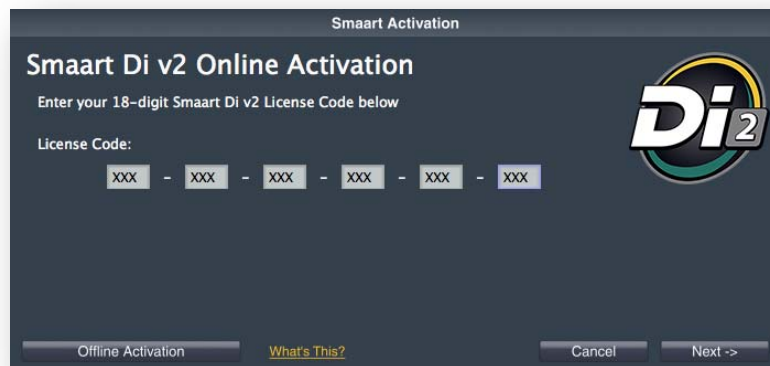 Smaart Activation
Smaart Di v2 Online Activation
Enter your 18-digit Smaart Di v2 License Code below
License Code:
xxx - xxx - xxx - xxx - xxx - xxx
Di2
Offline Activation What's This? Cancel Next ->